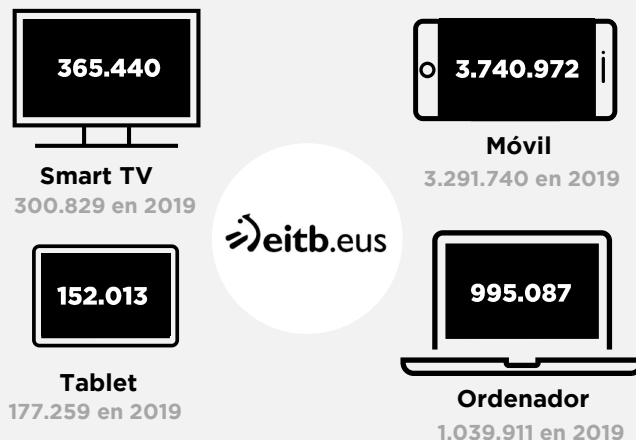 365.440
Smart TV
300.829 en 2019
3.740.972
Móvil
3.291.740 en 2019
eitb.eus
152.013
Tablet
177.259 en 2019
995.087
Ordenador
1.039.911 en 2019